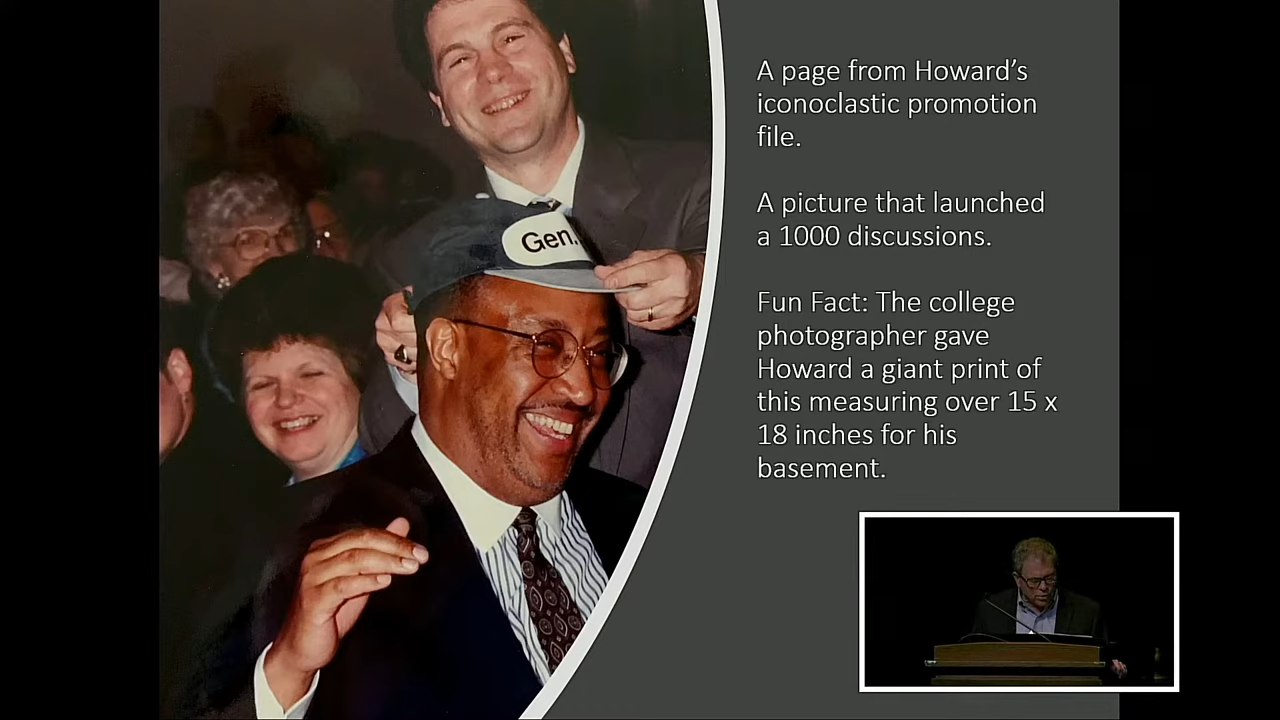 Gen.
A page from Howard’s
iconoclastic promotion
file.
A picture that launched
a 1000 discussions.
Fun Fact: The college
photographer gave
Howard a giant print of
this measuring over 15 x
18 inches for his
basement.